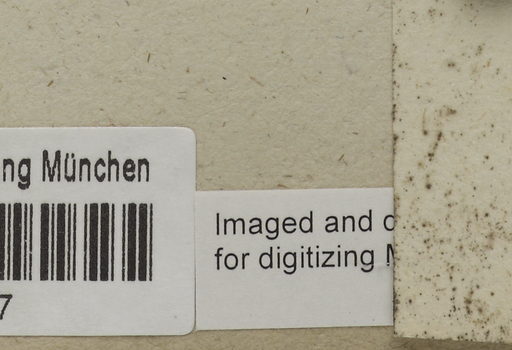 ng München
7
Imaged and
for digitizing